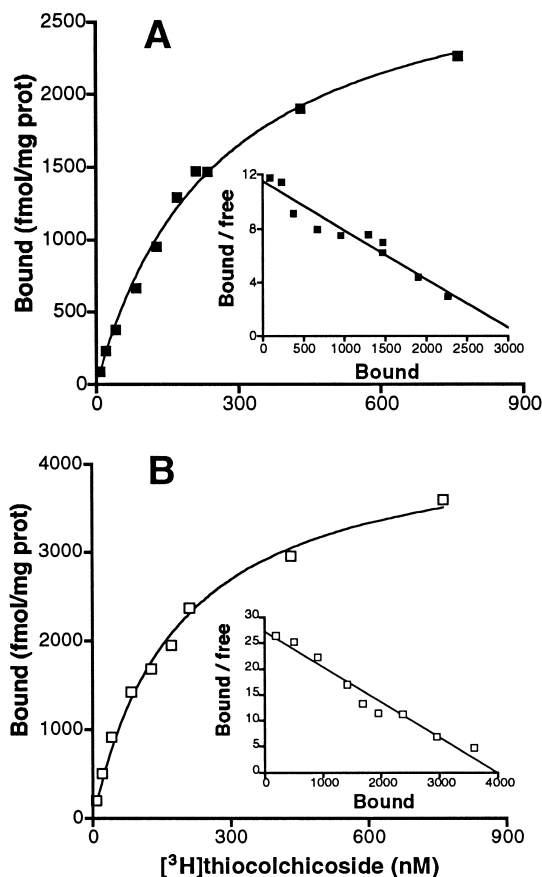 A
Bound (fmol/mg prot)
2500
2000
1500
1000
500
0
0 300 600 900
Bound / free
12
8
4
0
0 500 1000 1500 2000 2500 3000
Bound
B
Bound (fmol/mg prot)
4000
3000
2000
1000
0
0 300 600 900
Bound / free
30
25
20
15
10
5
0
0 1000 2000 3000 4000
Bound
[³H]thiocolchicoside (nM)